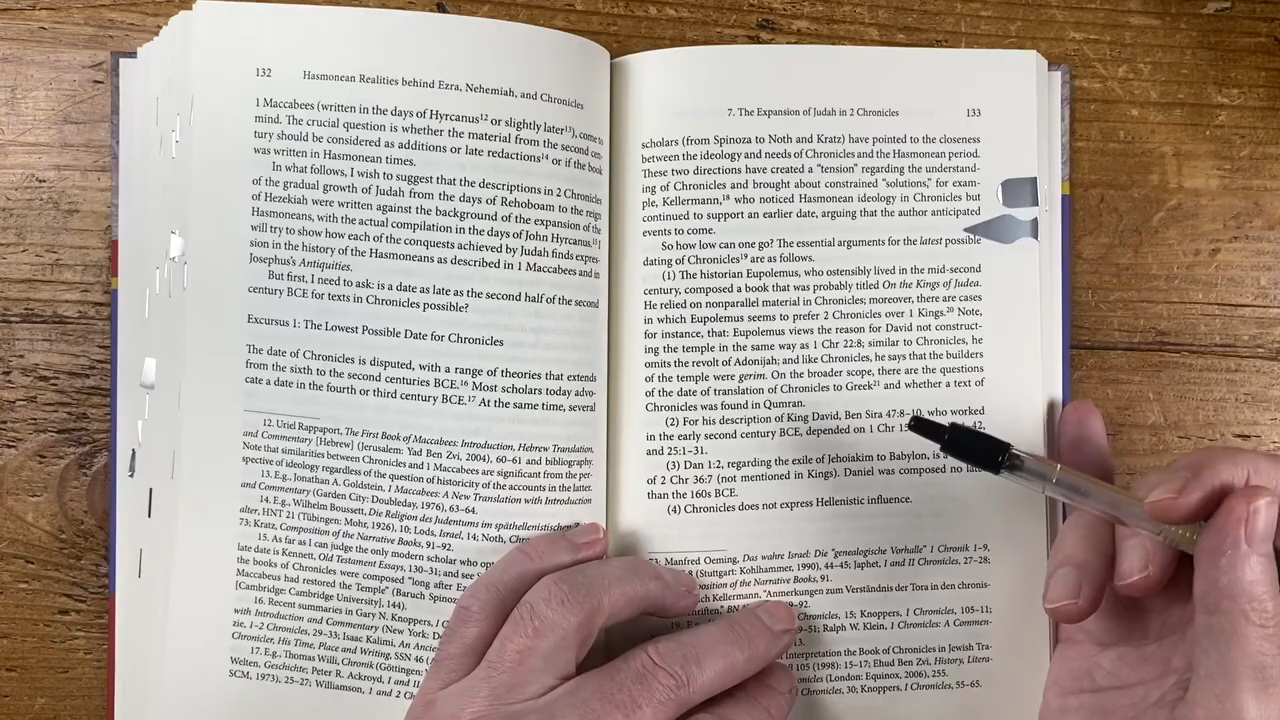 132 Hasmonean Realities behind Ezra, Nehemiah, and Chronicles
1 Maccabees (written in the days of Hyrcanus¹² or slightly later¹³), come to
mind. The crucial question is whether the material from the second cen-
tury should be considered as additions or late redactions¹⁴ or if the book
was written in Hasmonean times.
In what follows, I wish to suggest that the descriptions in 2 Chronicles
of the gradual growth of Judah from the days of Rehoboam to the reign
of Hezekiah were written against the background of the expansion of the
Hasmoneans, with the actual compilation in the days of John Hyrcanus.¹⁵ I
will try to show how each of the conquests achieved by Judah finds expres-
sion in the history of the Hasmoneans as described in 1 Maccabees and in
Josephus's Antiquities.
But first, I need to ask: is a date as late as the second half of the second
century BCE for texts in Chronicles possible?
Excursus 1: The Lowest Possible Date for Chronicles
The date of Chronicles is disputed, with a range of theories that extends
from the sixth to the second centuries BCE.¹⁶ Most scholars today advo-
cate a date in the fourth or third century BCE.¹⁷ At the same time, several
12. Uriel Rappaport, The First Book of Maccabees: Introduction, Hebrew Translation,
and Commentary [Hebrew] (Jerusalem: Yad Ben Zvi, 2004), 60–61 and bibliography.
Note that similarities between Chronicles and 1 Maccabees are significant from the per-
spective of ideology regardless of the question of historicity of the accounts in the latter.
13. E.g., Jonathan A. Goldstein, 1 Maccabees: A New Translation with Introduction
and Commentary (Garden City: Doubleday, 1976), 63–64.
14. E.g., Wilhelm Boussett, Die Religion des Judentums im späthellenistischen
alter, HNT 21 (Tübingen: Mohr, 1926), 10; Lods, Israel, 14; Noth,
73; Kratz, Composition of the Narrative Books, 91–92.
15. As far as I can judge the only modern scholar who
late date is Kennett, Old Testament Essays, 130–31; and see
the books of Chronicles were composed "long after
Maccabeus had restored the Temple" (Baruch
[Cambridge: Cambridge University], 144).
16. Recent summaries in Gary N. Knoppers,
with Introduction and Commentary (New York:
zie, 1–2 Chronicles, 29–33; Isaac Kalimi, An
Chronicler, His Time, Place and Writing, SSN 46
17. E.g., Thomas Willi, Chronik (Göttingen:
Welten, Geschichte; Peter R. Ackroyd, I and II
SCM, 1973), 25–27; Williamson, 1 and 2
7. The Expansion of Judah in 2 Chronicles 133
scholars (from Spinoza to Noth and Kratz) have pointed to the closeness
between the ideology and needs of Chronicles and the Hasmonean period.
These two directions have created a "tension" regarding the understand-
ing of Chronicles and brought about constrained "solutions," for exam-
ple, Kellermann,¹⁸ who noticed Hasmonean ideology in Chronicles but
continued to support an earlier date, arguing that the author anticipated
events to come.
So how low can one go? The essential arguments for the latest possible
dating of Chronicles¹⁹ are as follows.
(1) The historian Eupolemus, who ostensibly lived in the mid-second
century, composed a book that was probably titled On the Kings of Judea.
He relied on nonparallel material in Chronicles; moreover, there are cases
in which Eupolemus seems to prefer 2 Chronicles over 1 Kings.²⁰ Note,
for instance, that: Eupolemus views the reason for David not construct-
ing the temple in the same way as 1 Chr 22:8; similar to Chronicles, he
omits the revolt of Adonijah; and like Chronicles, he says that the builders
of the temple were gerim. On the broader scope, there are the questions
of the date of translation of Chronicles to Greek²¹ and whether a text of
Chronicles was found in Qumran.
(2) For his description of King David, Ben Sira 47:8–10, who worked
in the early second century BCE, depended on 1 Chr
and 25:1–31.
(3) Dan 1:2, regarding the exile of Jehoiakim to Babylon, is
of 2 Chr 36:7 (not mentioned in Kings). Daniel was composed no
than the 160s BCE.
(4) Chronicles does not express Hellenistic influence.
Manfred Oeming, Das wahre Israel: Die "genealogische Vorhalle" 1 Chronik 1–9,
(Stuttgart: Kohlhammer, 1990), 44–45; Japhet, I and II Chronicles, 27–28;
of the Narrative Books, 91.
Kellermann, "Anmerkungen zum Verständnis der Tora in den chronis-
19.
Chronicles, 15; Knoppers, I Chronicles, 105–11;
Ralph W. Klein, 1 Chronicles: A Commen-
Interpretation the Book of Chronicles in Jewish Tra-
105 (1998): 15–17; Ehud Ben Zvi, History, Litera-
(London: Equinox, 2006), 255.
Chronicles, 30; Knoppers, I Chronicles, 55–65.